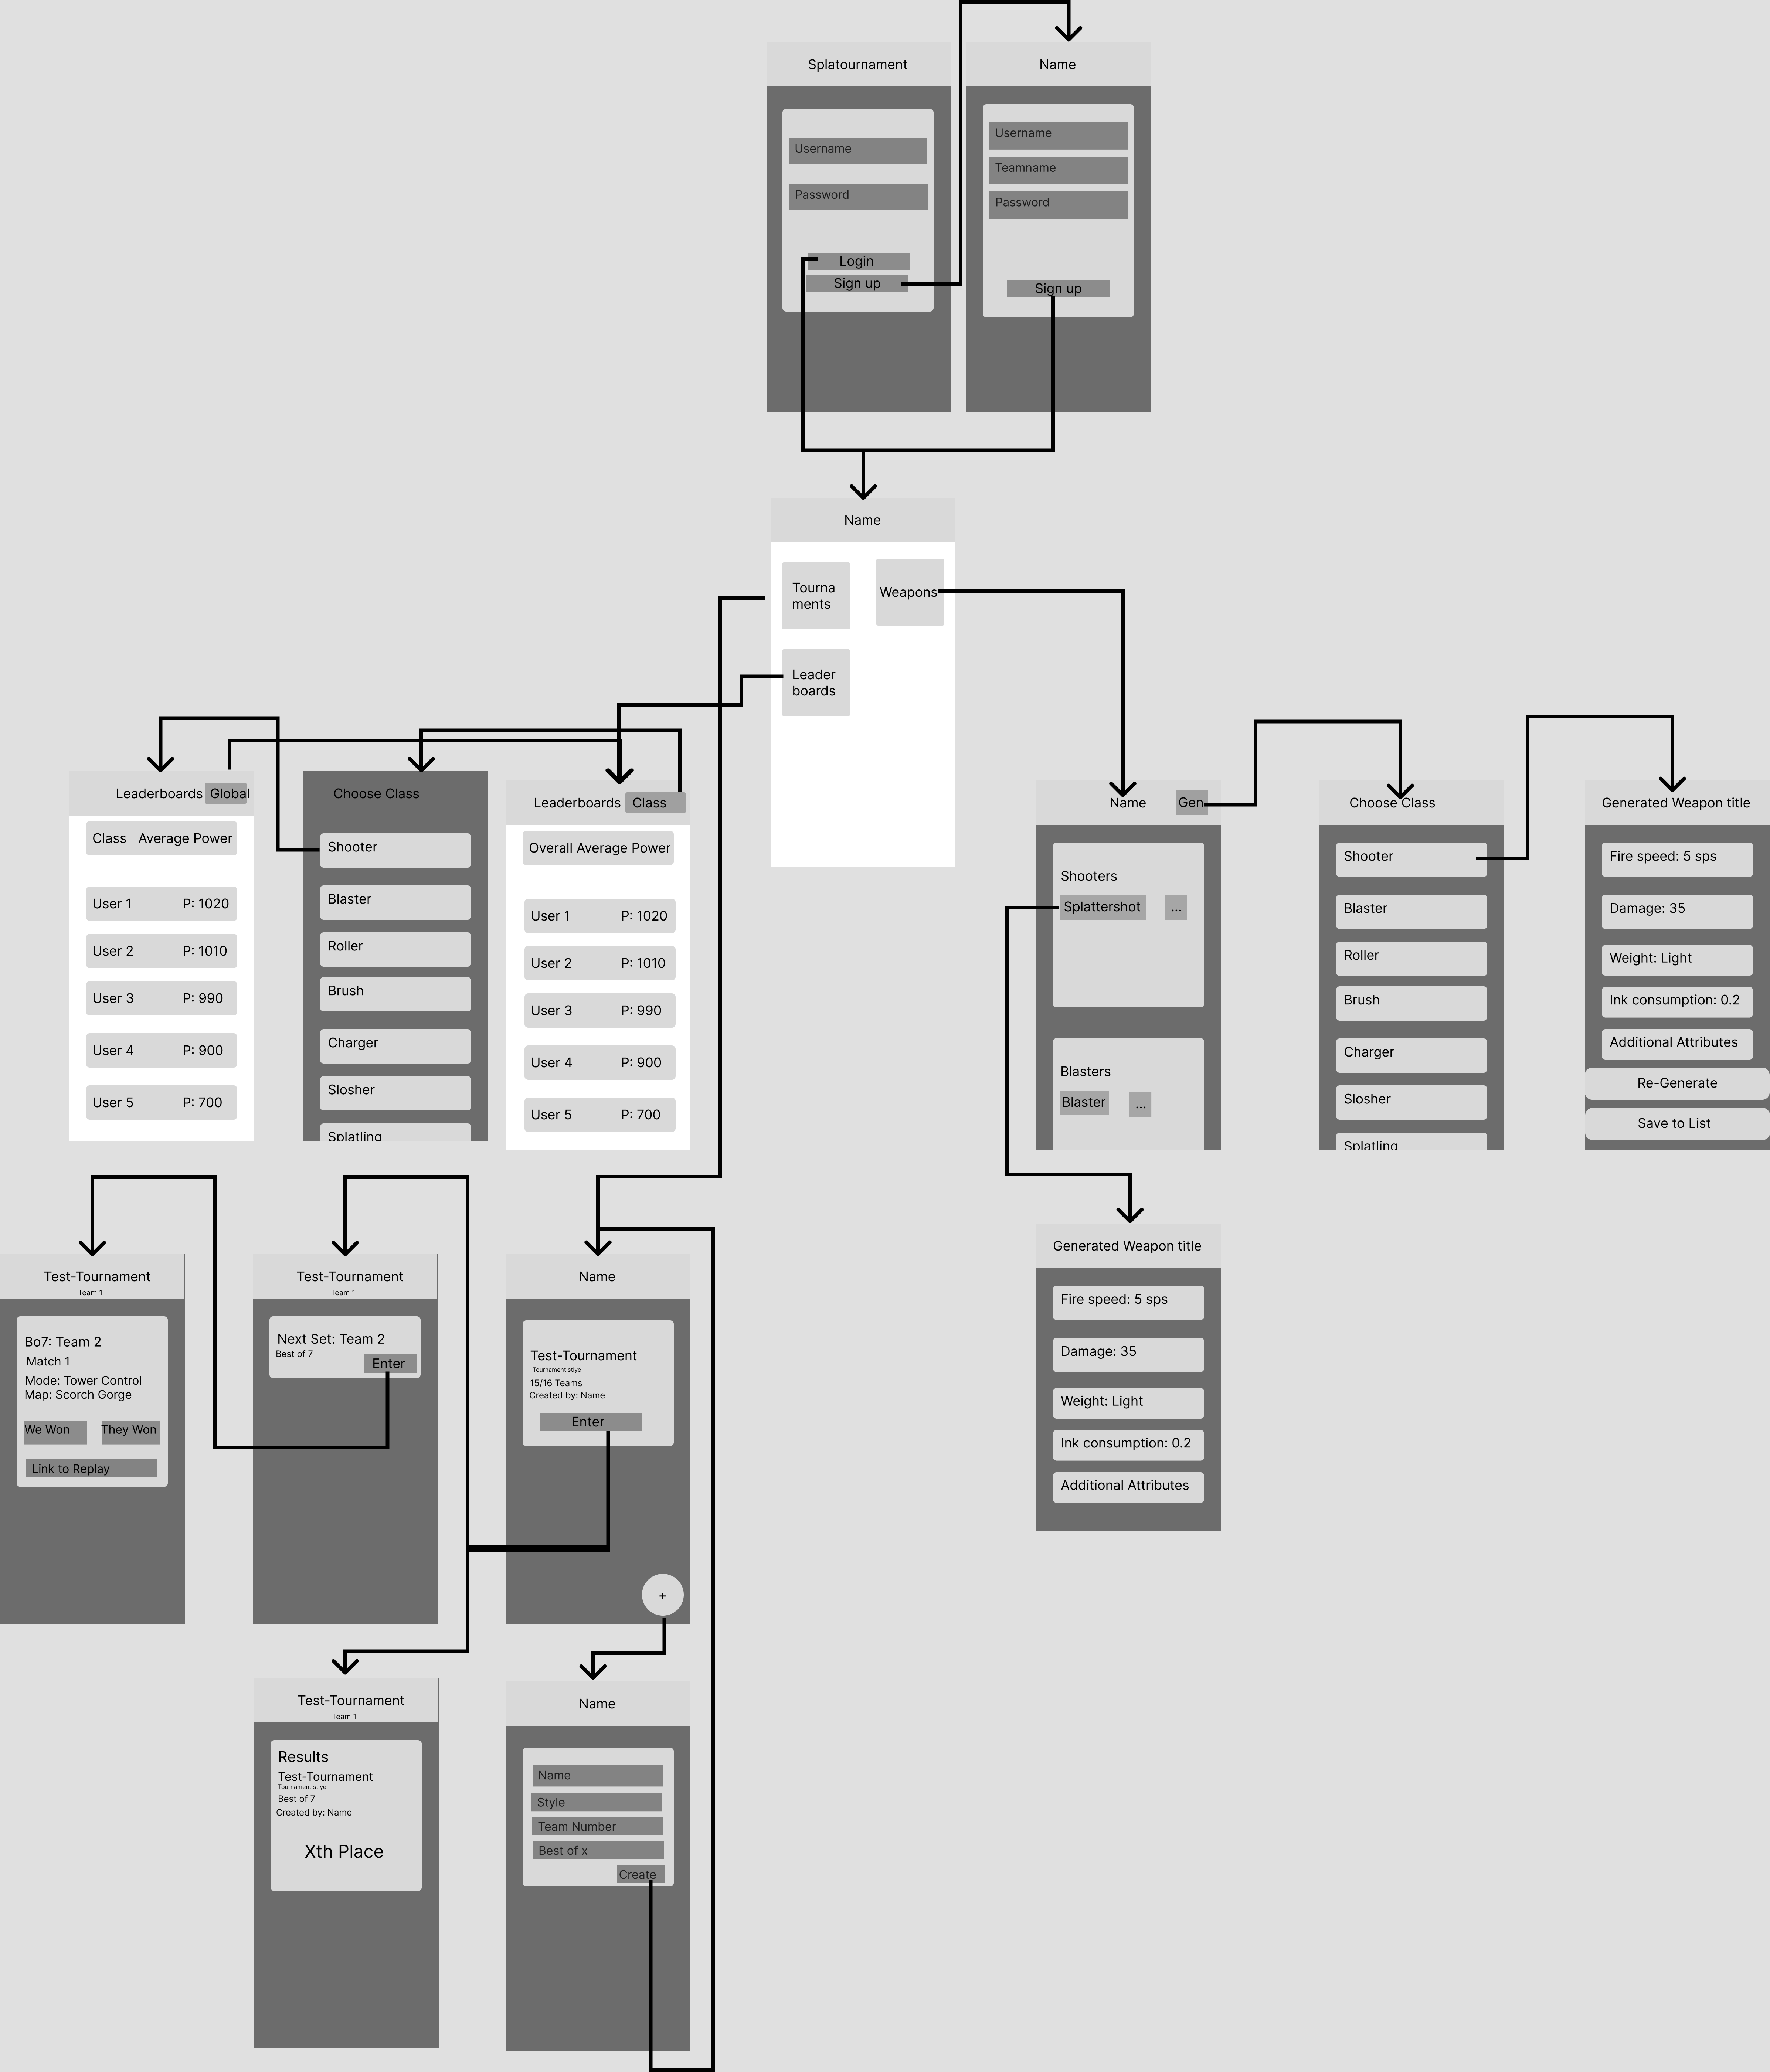 Splatournament
Username
Password
Login
Sign up
Name
Username
Teamname
Password
Sign up
Name
Tourna
ments
Weapons
Leader
boards
Leaderboards
Global
Class
Average Power
User 1
P: 1020
User 2
P: 1010
User 3
P: 990
User 4
P: 900
User 5
P: 700
Choose Class
Shooter
Blaster
Roller
Brush
Charger
Slosher
Splatling
Leaderboards
Class
Overall Average Power
User 1
P: 1020
User 2
P: 1010
User 3
P: 990
User 4
P: 900
User 5
P: 700
Name
Gen
Shooters
Splattershot
...
Blasters
Blaster
...
Choose Class
Shooter
Blaster
Roller
Brush
Charger
Slosher
Splatling
Generated Weapon title
Fire speed: 5 sps
Damage: 35
Weight: Light
Ink consumption: 0.2
Additional Attributes
Re-Generate
Save to List
Test-Tournament
Team 1
Bo7: Team 2
Match 1
Mode: Tower Control
Map: Scorch Gorge
We Won
They Won
Link to Replay
Test-Tournament
Team 1
Next Set: Team 2
Best of 7
Enter
Name
Test-Tournament
Tournament stlye
15/16 Teams
Created by: Name
Enter
+
Generated Weapon title
Fire speed: 5 sps
Damage: 35
Weight: Light
Ink consumption: 0.2
Additional Attributes
Test-Tournament
Team 1
Results
Test-Tournament
Tournament stlye
Best of 7
Created by: Name
Xth Place
Name
Name
Style
Team Number
Best of x
Create